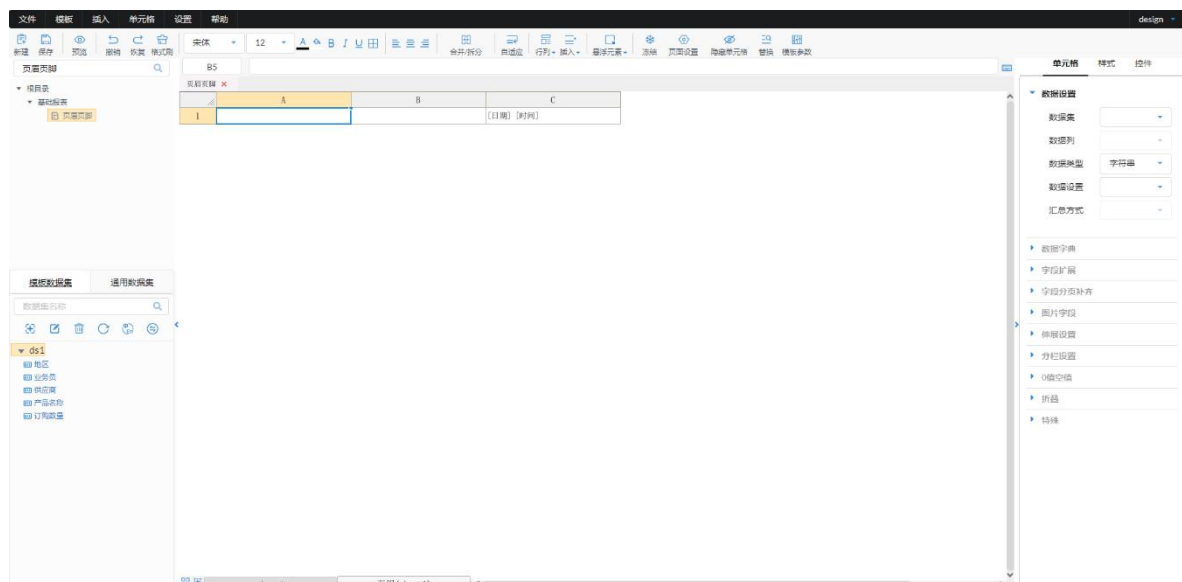 文件 模板 插入 单元格 设置 帮助 design
新建 保存 预览 撤销 恢复 格式刷 宋体 12 A B I U 合并/拆分 自适应 行列 插入 悬浮元素 冻结 页面设置 隐藏单元格 替换 模板参数
页眉页脚 B5 单元格 样式 控件
页眉页脚 ×
根目录
基础报表
页眉页脚
A B C
1 [日期] [时间]
数据设置
数据集
数据列
数据类型 字符串
数据设置
汇总方式
数据字典
字段扩展
字段分页补齐
图片字段
伸展设置
分栏设置
0值空值
折叠
特殊
模板数据集 通用数据集
数据集名称
ds1
地区
业务员
供应商
产品名称
订购数量